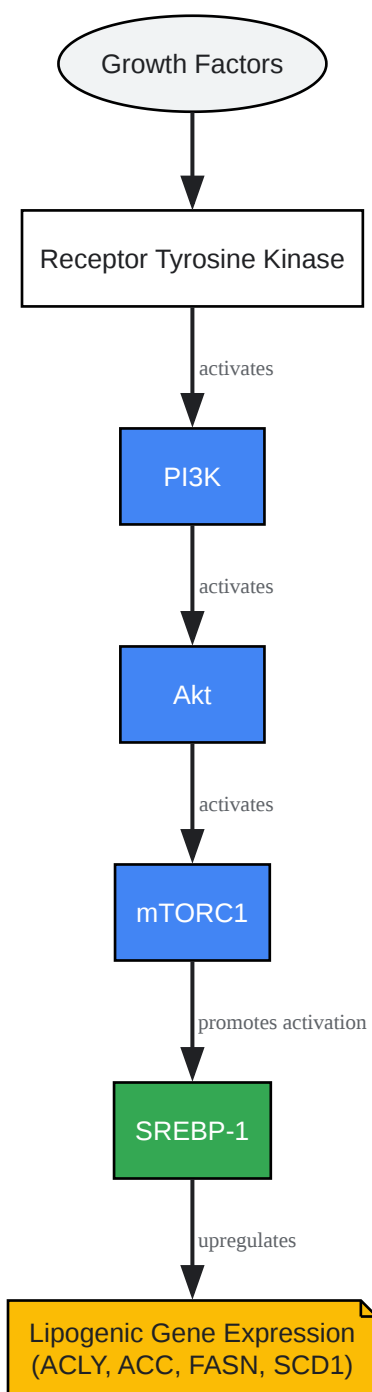 Growth Factors
Receptor Tyrosine Kinase
activates
PI3K
activates
Akt
activates
mTORC1
promotes activation
SREBP-1
upregulates
Lipogenic Gene Expression
(ACLY, ACC, FASN, SCD1)